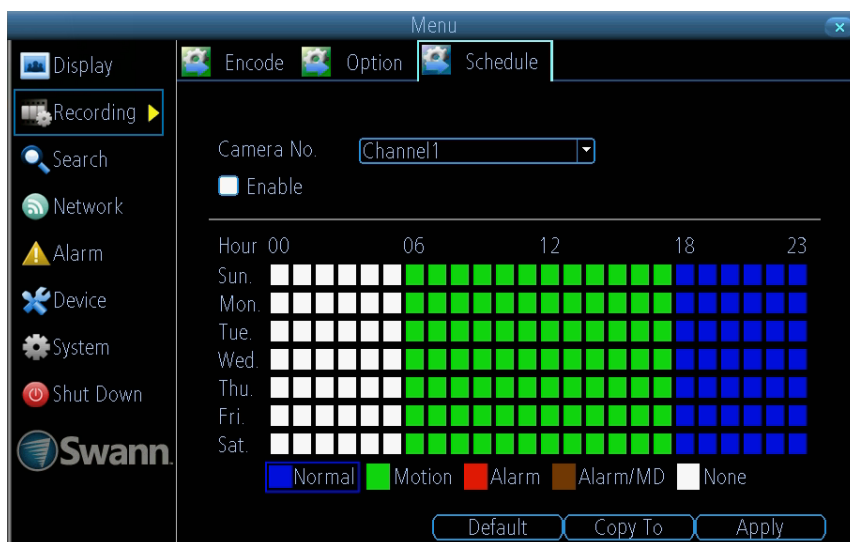 Menu
Display
Recording
Search
Network
Alarm
Device
System
Shut Down
Swann.
Encode Option Schedule
Camera No. Channel1
Enable
Hour 00 06 12 18 23
Sun.
Mon.
Tue.
Wed.
Thu.
Fri.
Sat.
Normal Motion Alarm Alarm/MD None
Default Copy To Apply